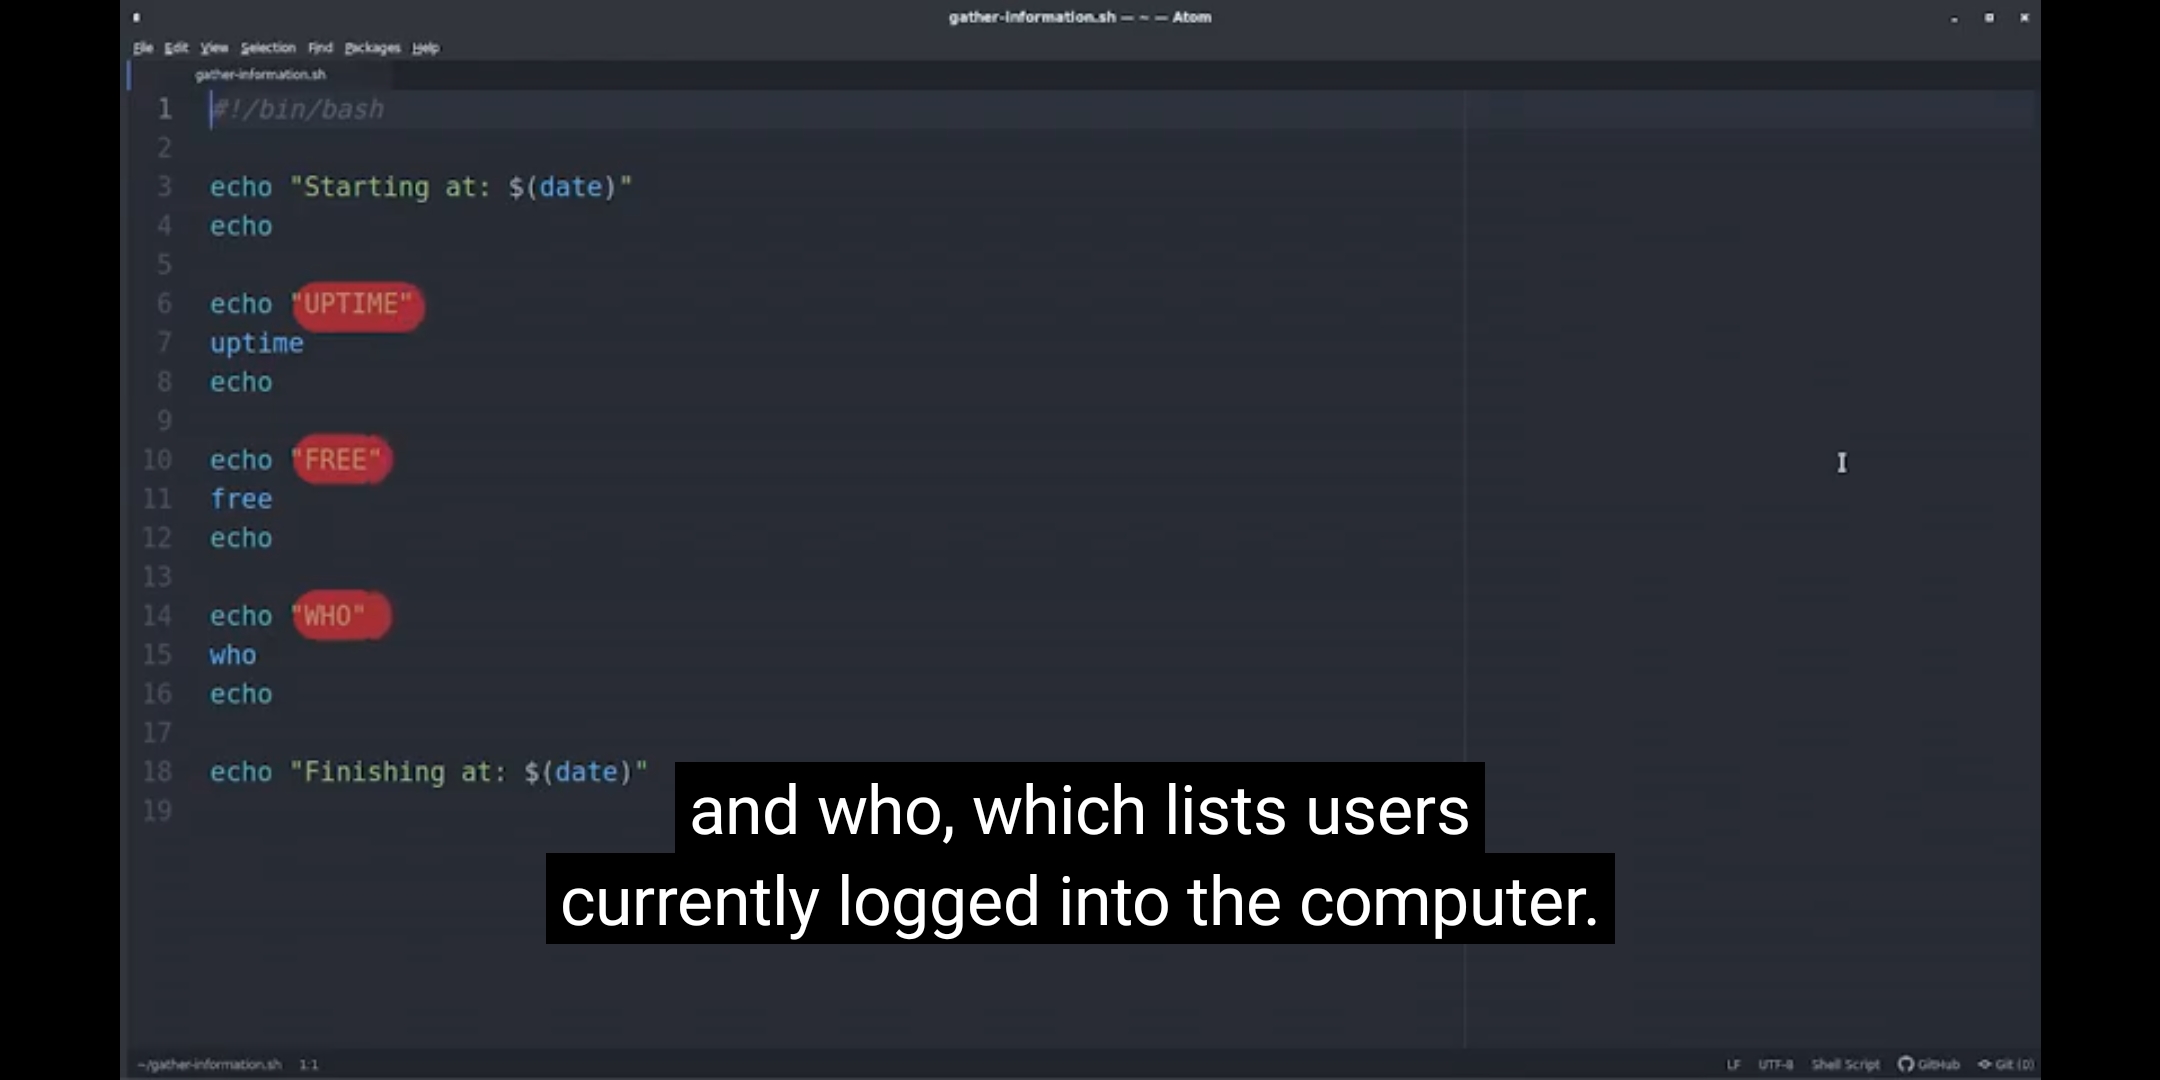 gather-information.sh — ~ — Atom
File Edit View Selection Find Packages Help
gather-information.sh
1 #!/bin/bash
2
3 echo "Starting at: $(date)"
4 echo
5
6 echo "UPTIME"
7 uptime
8 echo
9
10 echo "FREE"
11 free
12 echo
13
14 echo "WHO"
15 who
16 echo
17
18 echo "Finishing at: $(date)"
19
and who, which lists users
currently logged into the computer.
~/gather-information.sh 1:1 LF UTF-8 Shell Script GitHub Git (0)